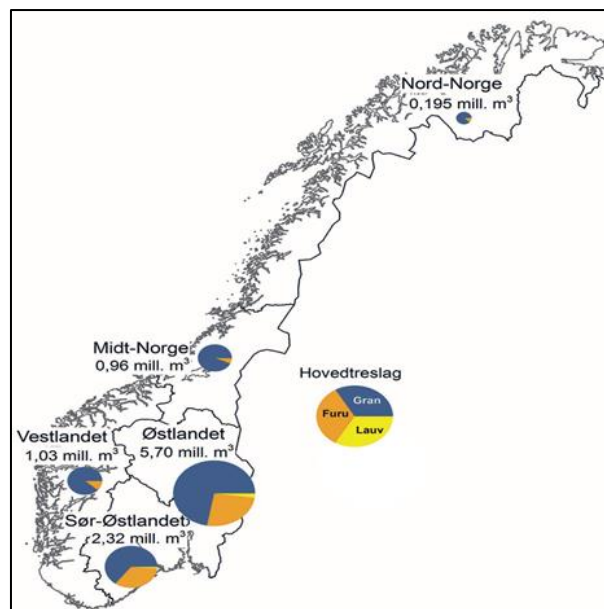 Nord-Norge
0,195 mill. m³
Midt-Norge
0,96 mill. m³
Hovedtreslag
Gran
Furu
Lauv
Vestlandet
1,03 mill. m³
Østlandet
5,70 mill. m³
Sør-Østlandet
2,32 mill. m³